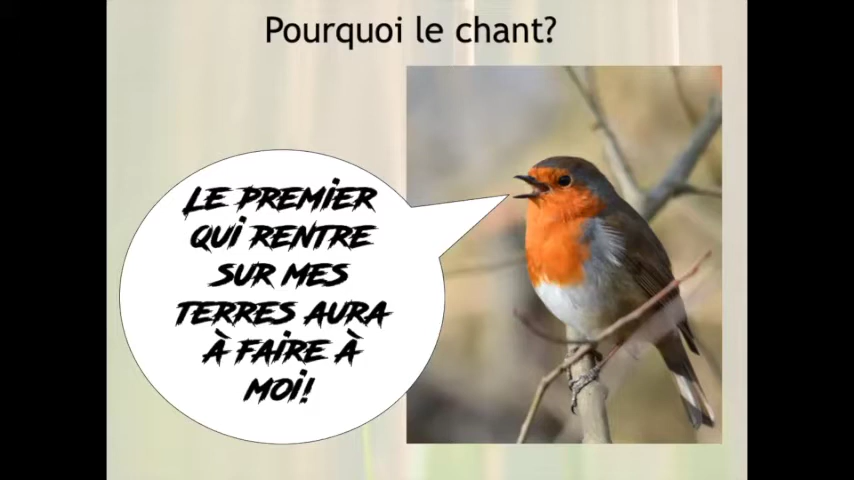 Pourquoi le chant?
LE PREMIER
QUI RENTRE
SUR MES
TERRES AURA
À FAIRE À
MOI!